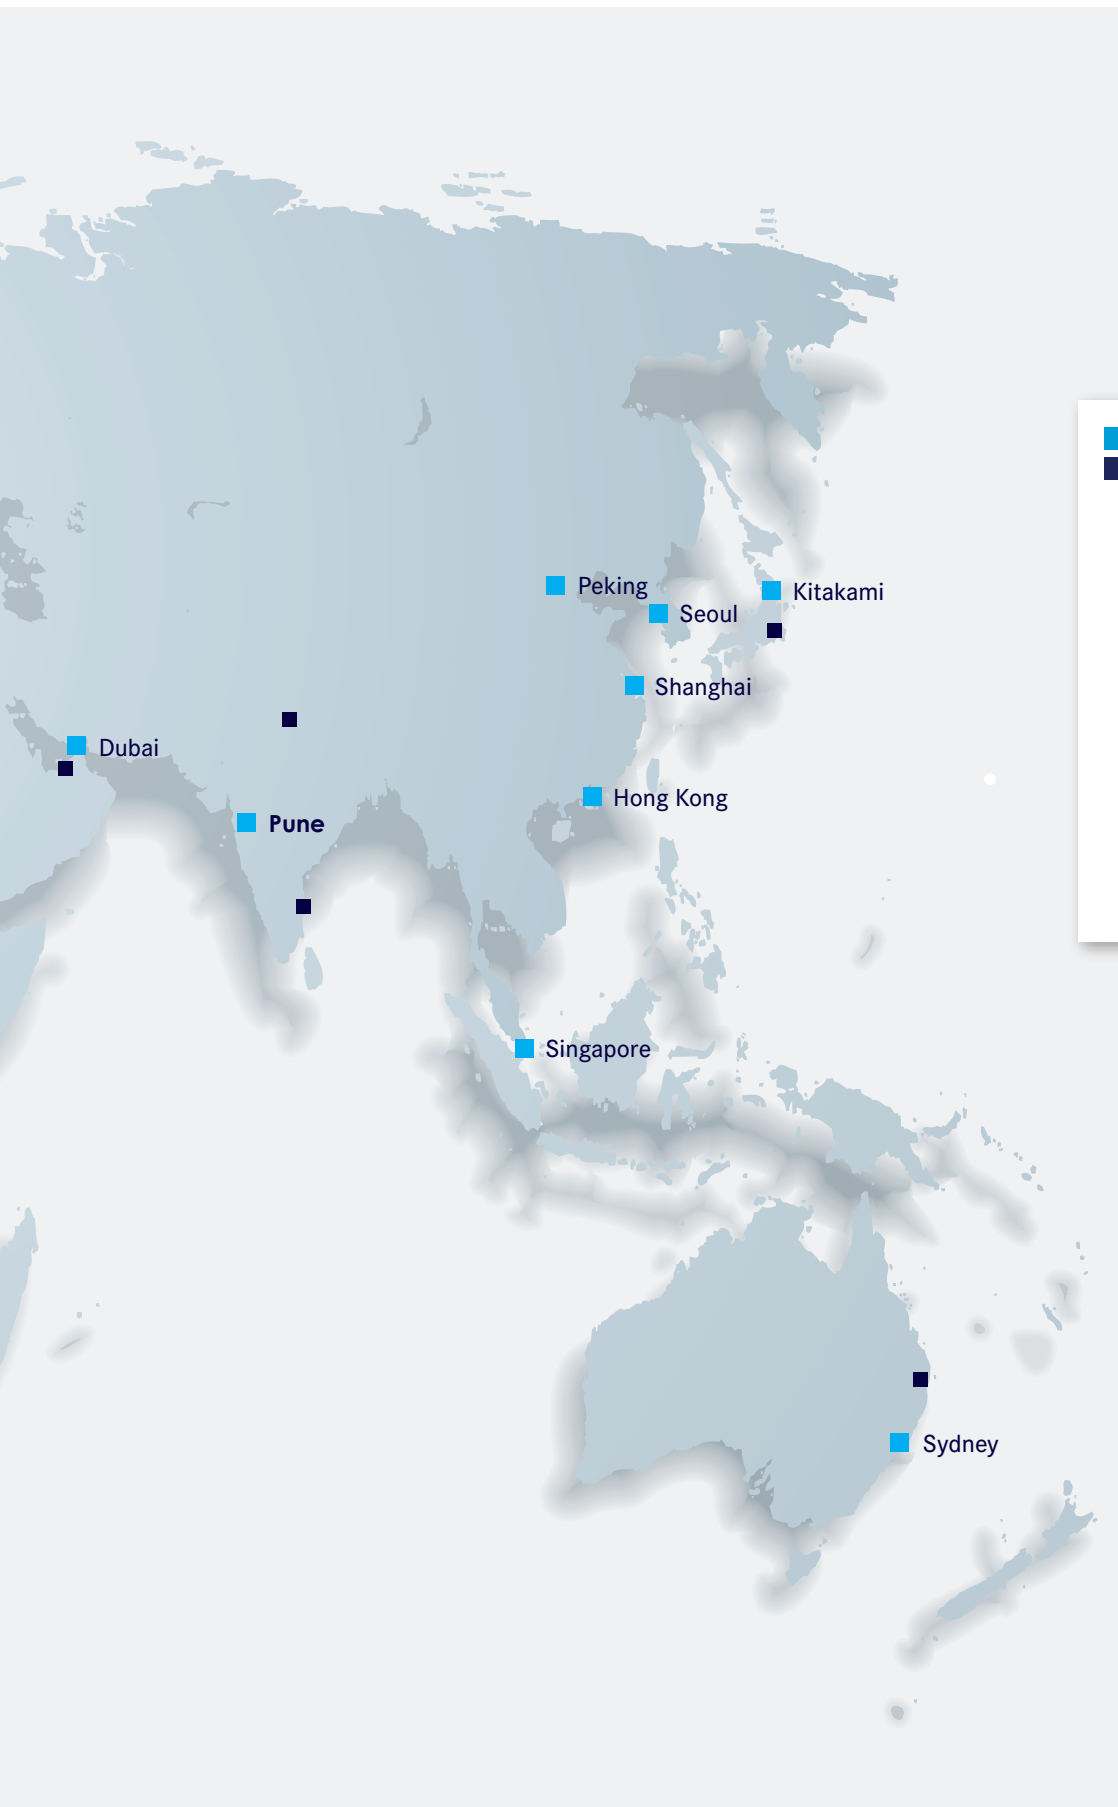 Peking
Kitakami
Seoul
Shanghai
Dubai
Hong Kong
Pune
Singapore
Sydney